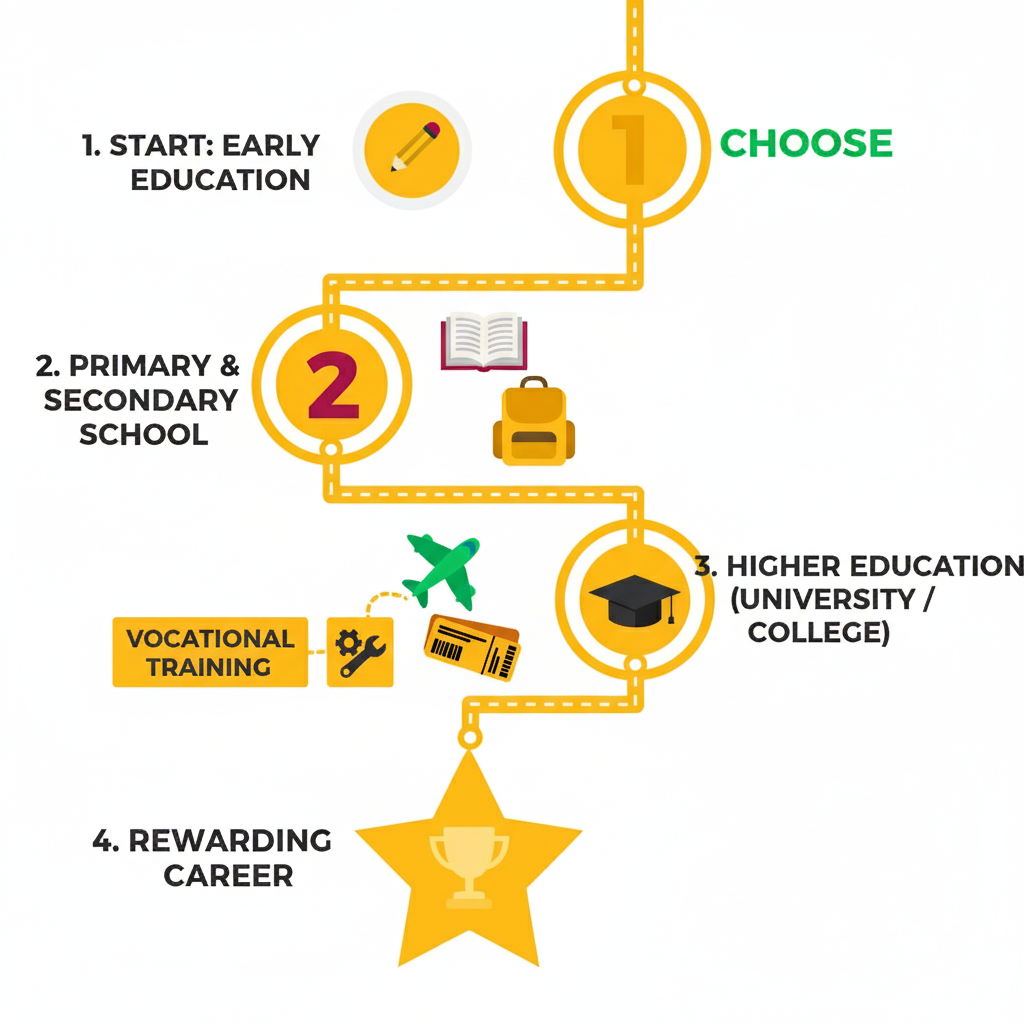 1. START: EARLY
EDUCATION
1
CHOOSE
2. PRIMARY &
SECONDARY
SCHOOL
2
3. HIGHER EDUCATION
(UNIVERSITY /
COLLEGE)
VOCATIONAL
TRAINING
4. REWARDING
CAREER